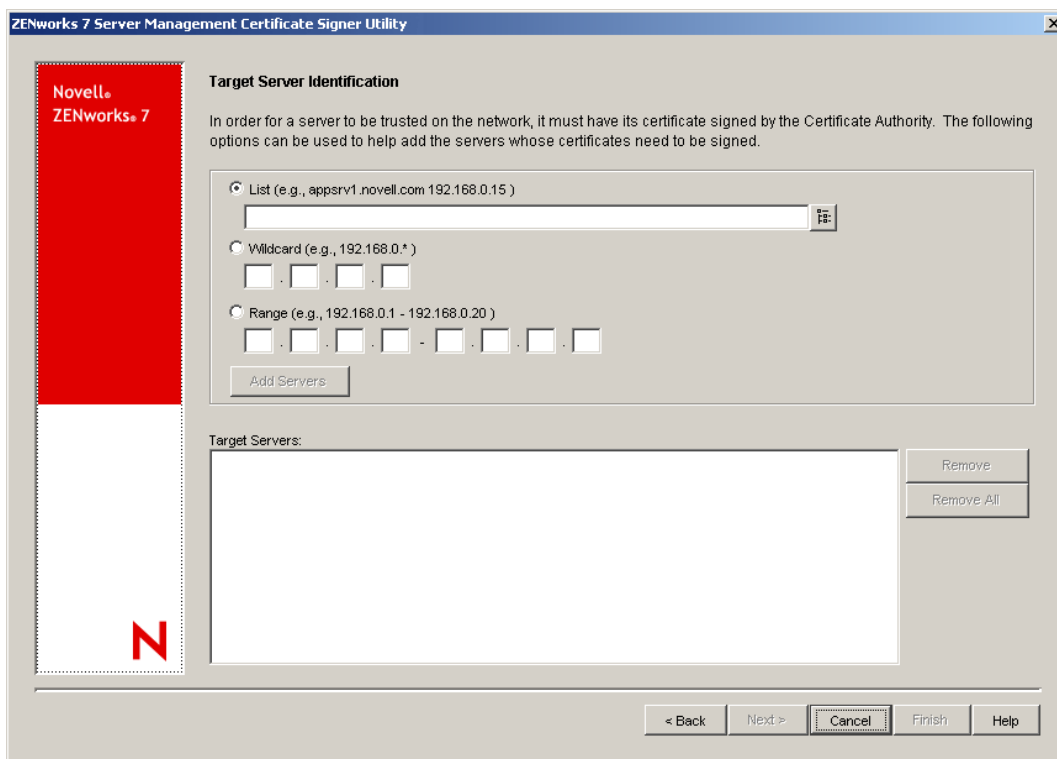 ZENworks 7 Server Management Certificate Signer Utility
Novell®
ZENworks® 7
Target Server Identification
In order for a server to be trusted on the network, it must have its certificate signed by the Certificate Authority. The following
options can be used to help add the servers whose certificates need to be signed.
List (e.g., appsrv1.novell.com 192.168.0.15 )
Wildcard (e.g., 192.168.0.* )
. . .
Range (e.g., 192.168.0.1 - 192.168.0.20 )
. . . - . . .
Add Servers
Target Servers:
Remove
Remove All
N
< Back Next > Cancel Finish Help